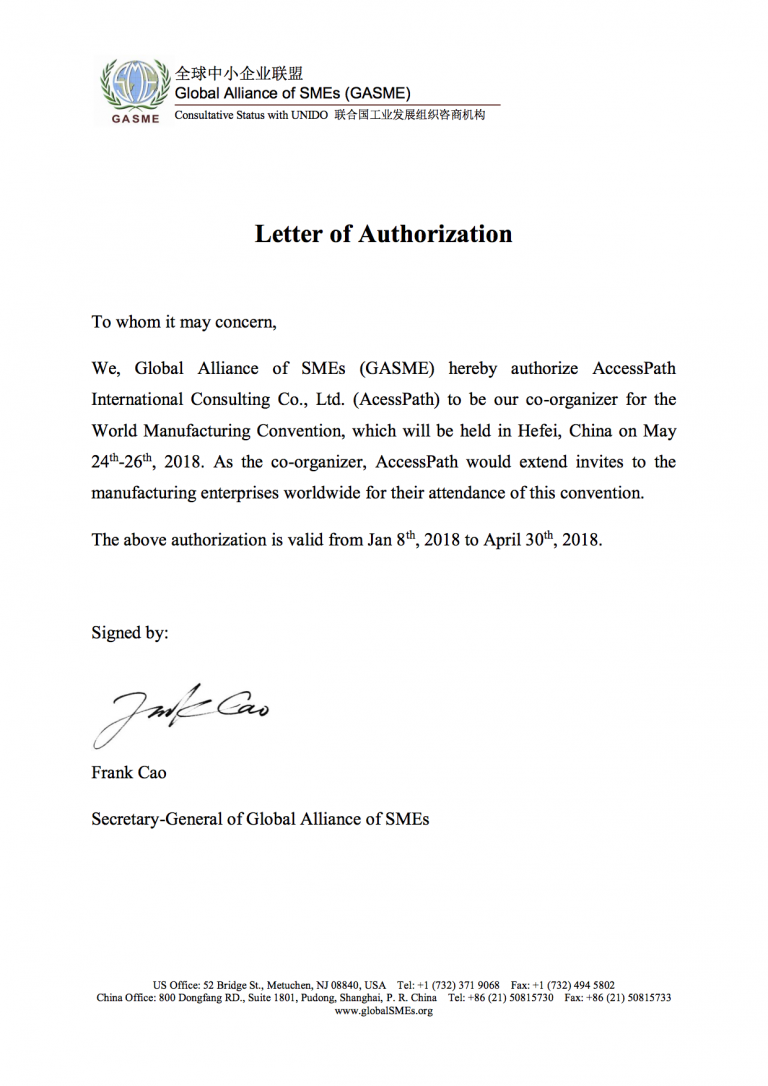 全球中小企业联盟
Global Alliance of SMEs (GASME)
GASME
Consultative Status with UNIDO 联合国工业发展组织咨商机构
Letter of Authorization
To whom it may concern,
We, Global Alliance of SMEs (GASME) hereby authorize AccessPath
International Consulting Co., Ltd. (AcessPath) to be our co-organizer for the
World Manufacturing Convention, which will be held in Hefei, China on May
24th-26th, 2018. As the co-organizer, AccessPath would extend invites to the
manufacturing enterprises worldwide for their attendance of this convention.
The above authorization is valid from Jan 8th, 2018 to April 30th, 2018.
Signed by:
Frank Cao
Frank Cao
Secretary-General of Global Alliance of SMEs
US Office: 52 Bridge St., Metuchen, NJ 08840, USA Tel: +1 (732) 371 9068 Fax: +1 (732) 494 5802
China Office: 800 Dongfang RD., Suite 1801, Pudong, Shanghai, P. R. China Tel: +86 (21) 50815730 Fax: +86 (21) 50815733
www.globalSMEs.org